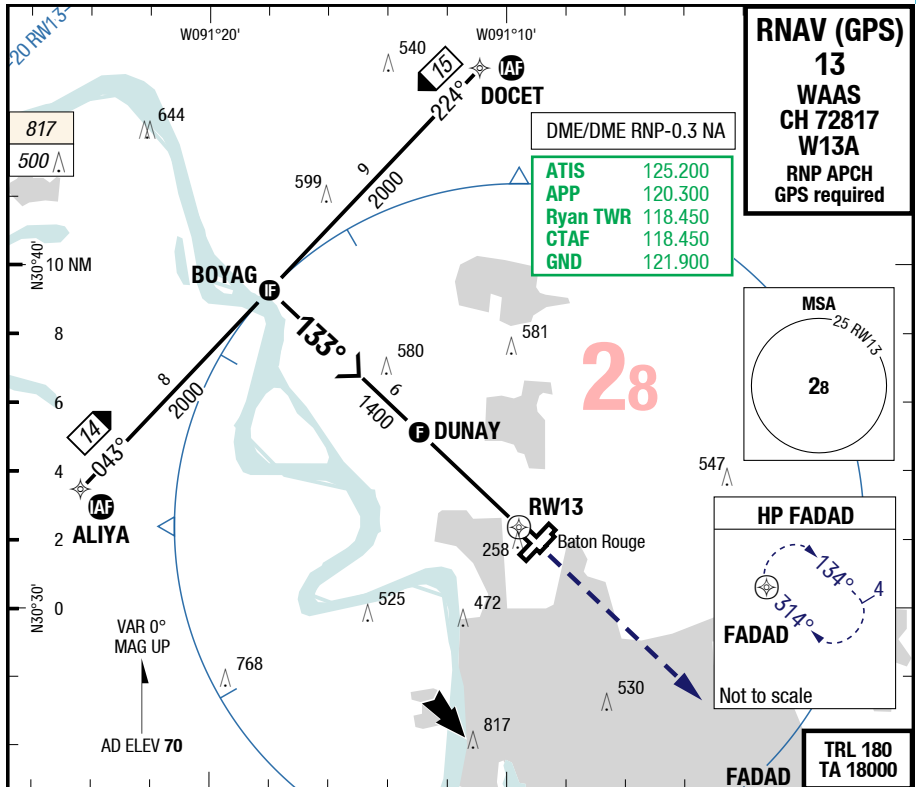 20 RW13
W091°20'
W091°10'
RNAV (GPS)
13
WAAS
CH 72817
W13A
RNP APCH
GPS required
540
15
IAF
DOCET
224°
644
817
500
DME/DME RNP-0.3 NA
9
2000
599
ATIS 125.200
APP 120.300
Ryan TWR 118.450
CTAF 118.450
GND 121.900
N30°40'
10 NM
BOYAG
IF
MSA
25 RW13
28
133°
581
580
28
8
8
2000
6
1400
6
F
DUNAY
14
043°
547
4
IAF
ALIYA
RW13
HP FADAD
2
258
Baton Rouge
134°
4
314°
FADAD
Not to scale
N30°30'
0
525
472
VAR 0°
MAG UP
768
530
AD ELEV 70
817
TRL 180
TA 18000
FADAD